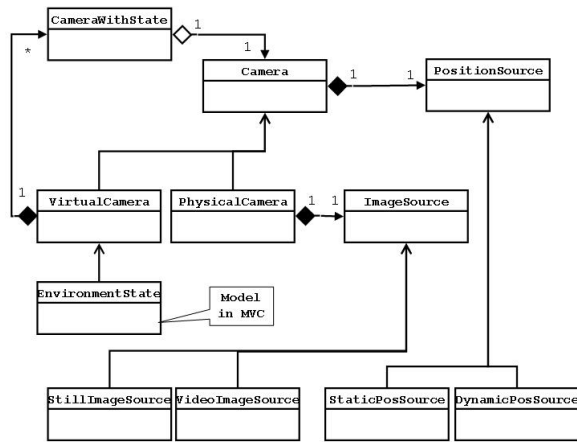 CameraWithState
1
*
1
Camera
1
1
PositionSource
1
VirtualCamera
PhysicalCamera
1
1
ImageSource
EnvironmentState
Model
in MVC
StillImageSource
VideoImageSource
StaticPosSource
DynamicPosSource